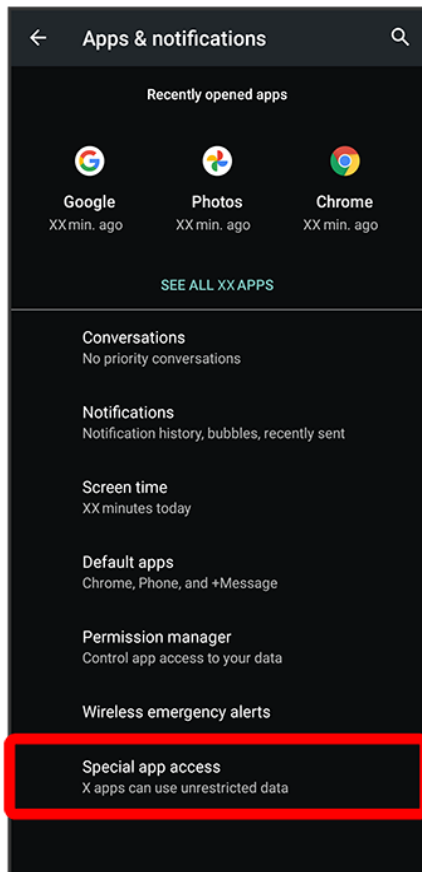 Apps & notifications
Recently opened apps
Google Photos Chrome
XX min. ago XX min. ago XX min. ago
SEE ALL XX APPS
Conversations
No priority conversations
Notifications
Notification history, bubbles, recently sent
Screen time
XX minutes today
Default apps
Chrome, Phone, and +Message
Permission manager
Control app access to your data
Wireless emergency alerts
Special app access
X apps can use unrestricted data